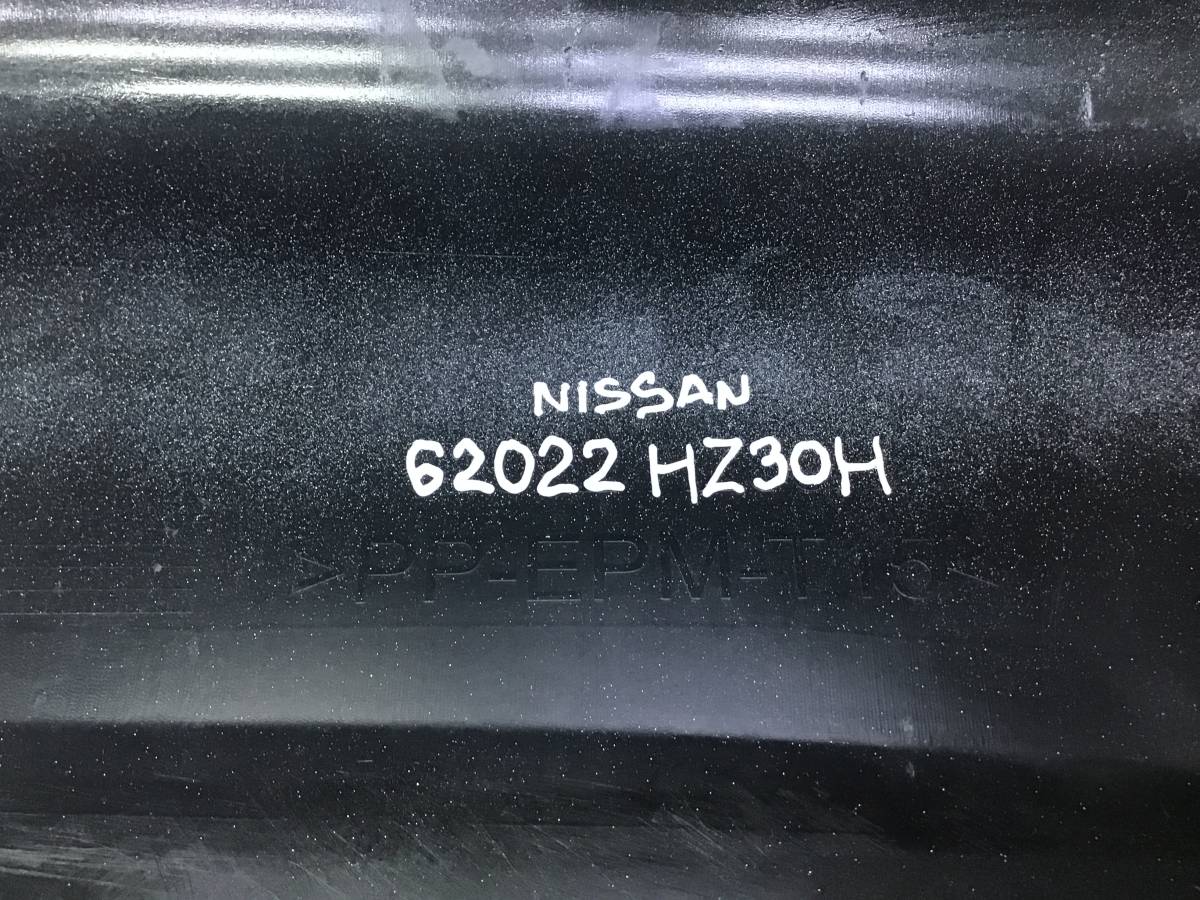 NISSAN
62022 HZ30H
>PP-EPM-T15<